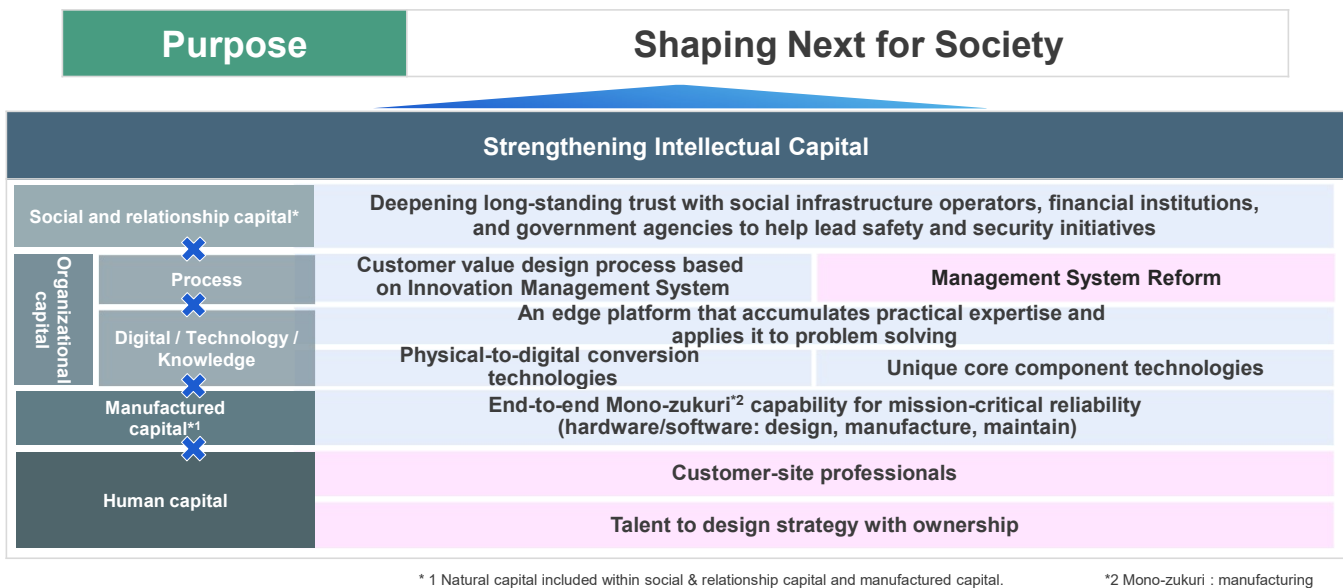 Purpose
Shaping Next for Society
Strengthening Intellectual Capital
Social and relationship capital*
Deepening long-standing trust with social infrastructure operators, financial institutions,
and government agencies to help lead safety and security initiatives
Organizational
capital
Process
Customer value design process based
on Innovation Management System
Management System Reform
Digital / Technology /
Knowledge
An edge platform that accumulates practical expertise and
applies it to problem solving
Physical-to-digital conversion
technologies
Unique core component technologies
Manufactured
capital*1
End-to-end Mono-zukuri*2 capability for mission-critical reliability
(hardware/software: design, manufacture, maintain)
Human capital
Customer-site professionals
Talent to design strategy with ownership
* 1 Natural capital included within social & relationship capital and manufactured capital.
*2 Mono-zukuri : manufacturing